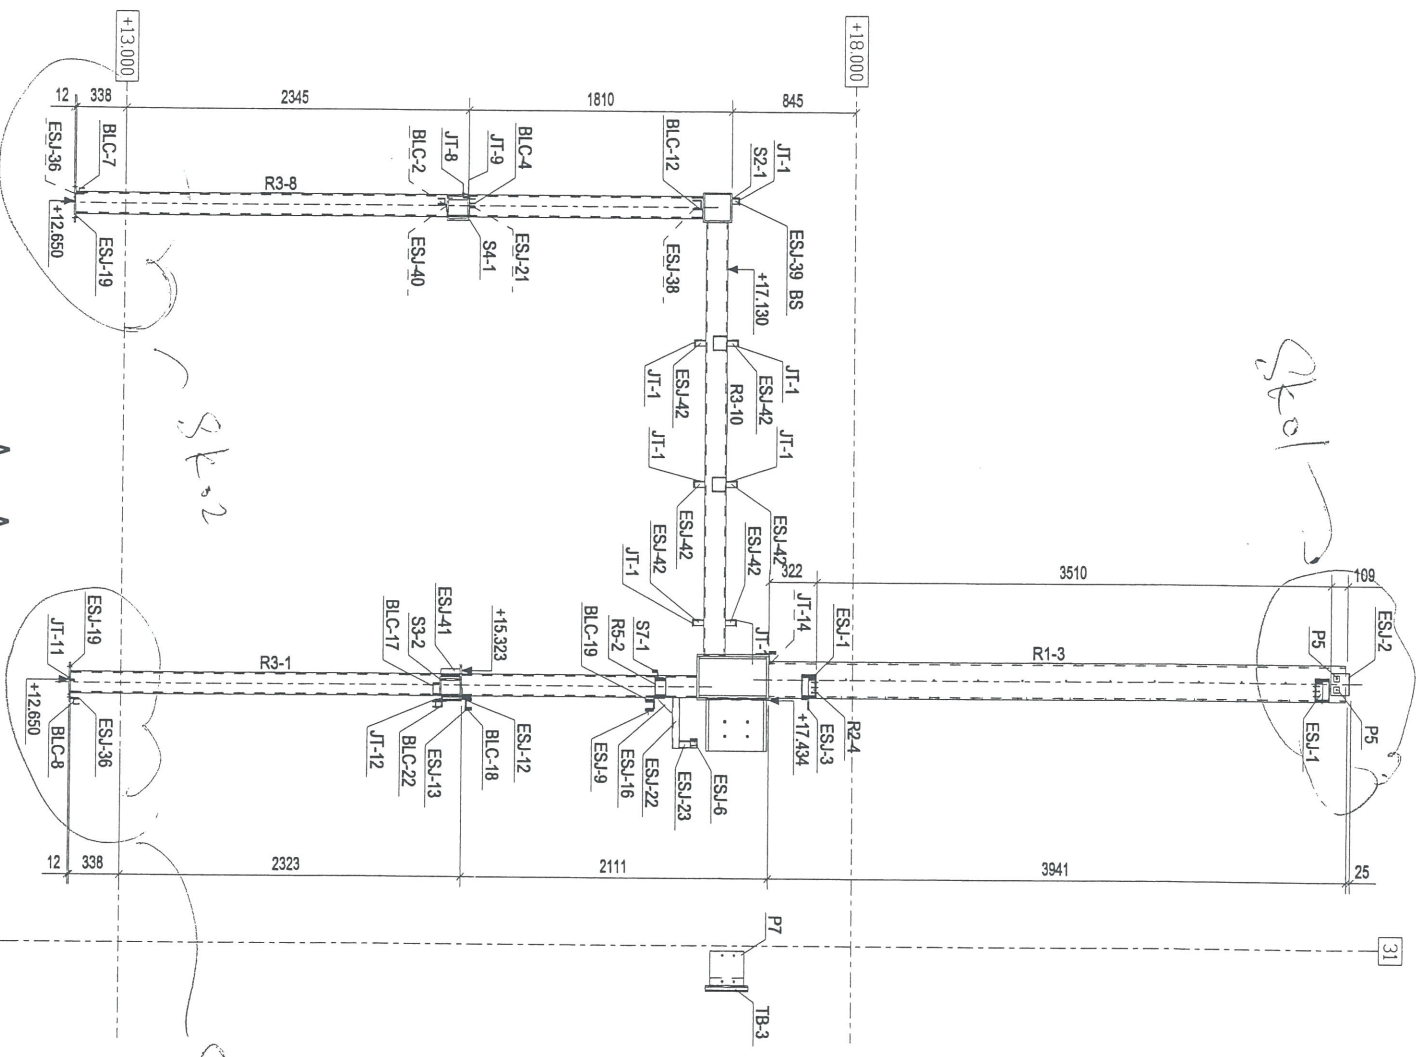 +13.000
+18.000
12
338
2345
1810
845
ESJ-36
BLC-7
BLC-2
JT-8
JT-9
BLC-4
BLC-12
S2-1
JT-1
R3-8
+12.650
ESJ-19
ESJ-40
S4-1
ESJ-21
ESJ-38
+17.130
ESJ-39 BS
JT-1
ESJ-42
JT-1
ESJ-42
R3-10
JT-1
ESJ-42
JT-1
ESJ-42
ESJ-42
JT-1
ESJ-42
322
3510
109
ESJ-19
JT-11
R3-1
BLC-17
S3-2
ESJ-41
+15.323
BLC-19
R5-2
S7-1
JT-14
ESJ-1
R1-3
P5
ESJ-2
+12.650
BLC-8
ESJ-36
JT-12
BLC-22
ESJ-13
BLC-18
ESJ-12
ESJ-9
ESJ-16
ESJ-22
ESJ-23
ESJ-6
+17.434
ESJ-3
R2-4
ESJ-1
P5
12
338
2323
2111
3941
25
P7
TB-3
31